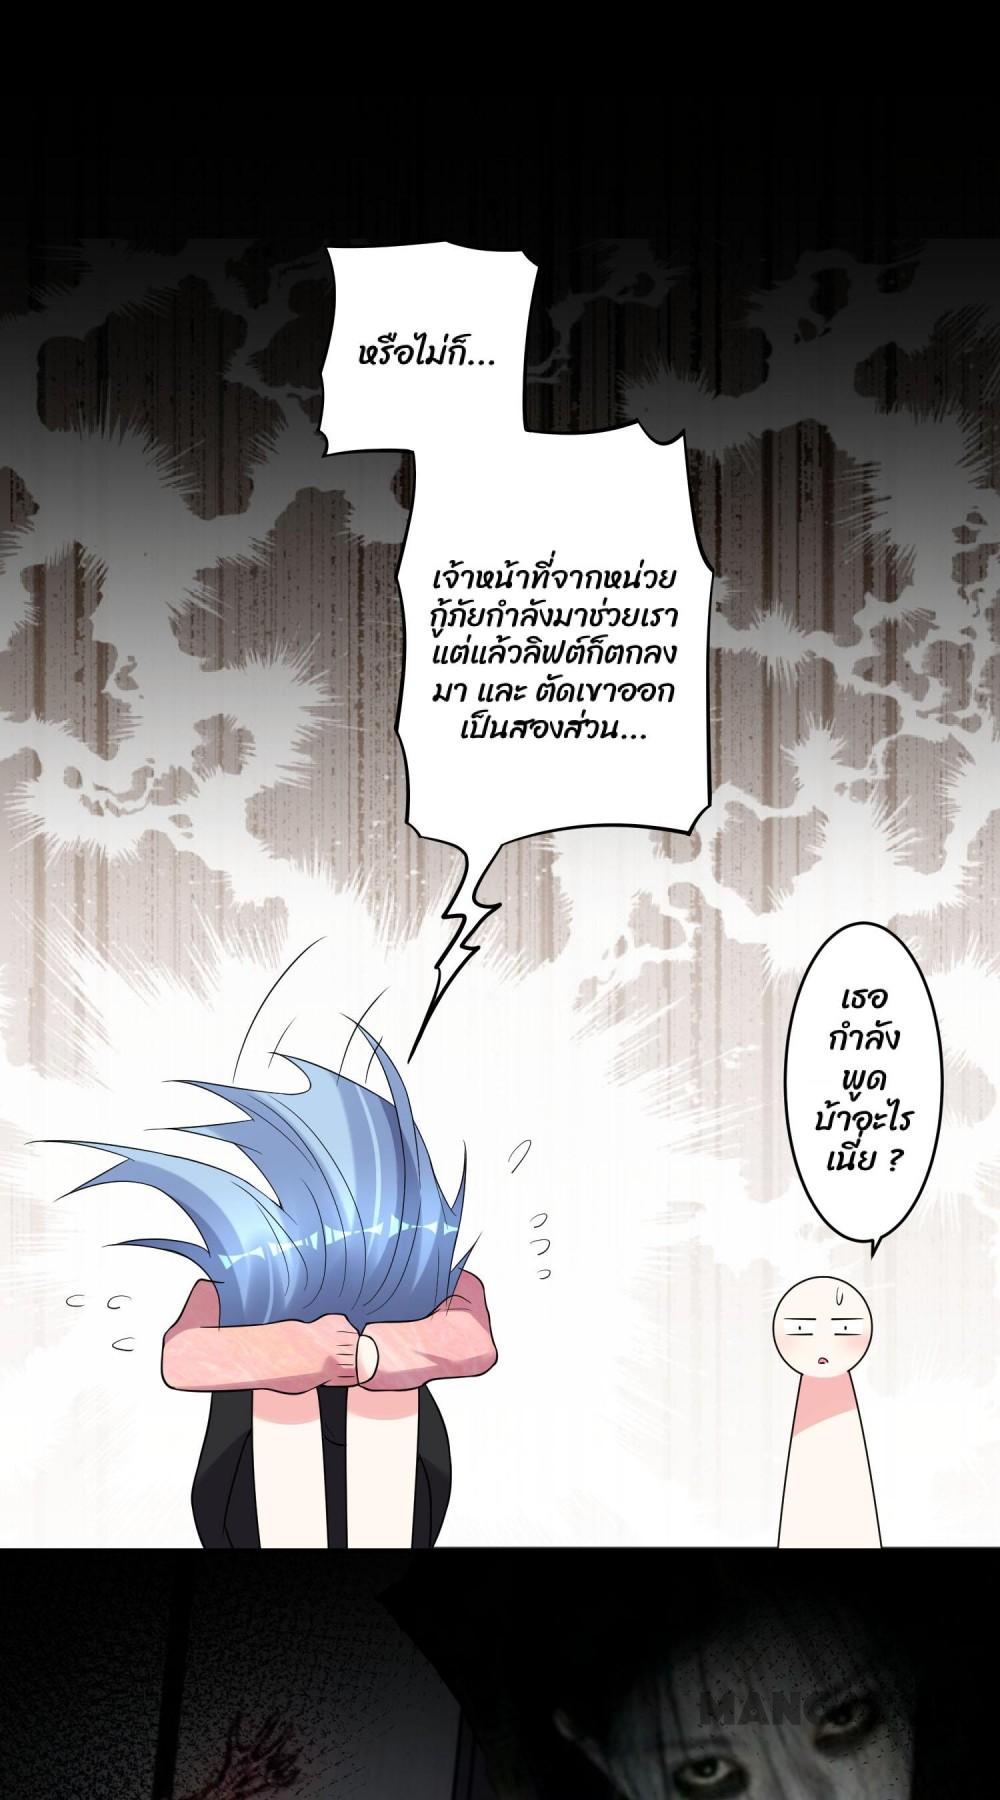 หรือไม่ก็...
เจ้าหน้าที่จากหน่วย
กู้ภัยกำลังมาช่วยเรา
แต่แล้วลิฟต์ก็ตกลง
มา และ ตัดเขาออก
เป็นสองส่วน...
เธอ
กำลัง
พูด
บ้าอะไร
เนี่ย ?